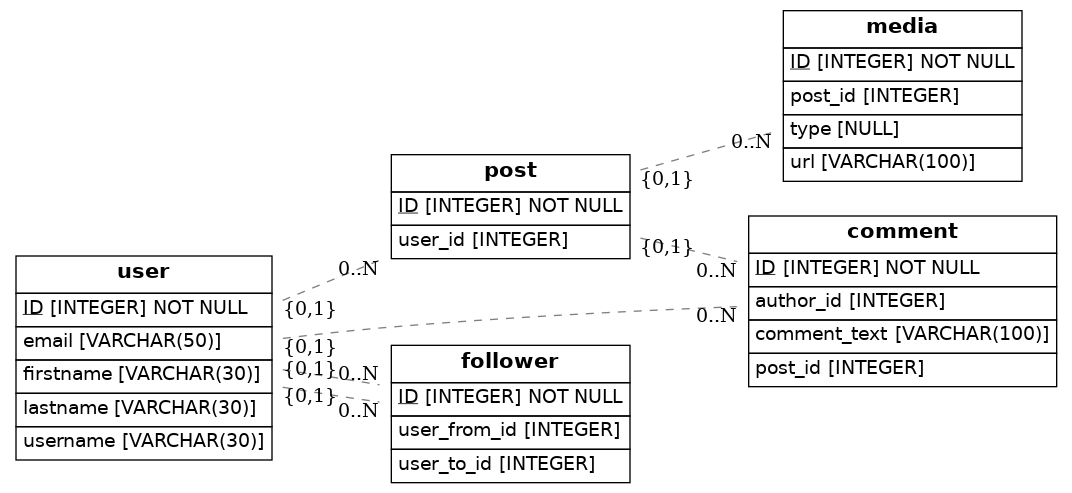 media
ID [INTEGER] NOT NULL
post_id [INTEGER]
type [NULL]
url [VARCHAR(100)]
0..N
{0,1}
post
ID [INTEGER] NOT NULL
user_id [INTEGER]
{0,1}
0..N
comment
ID [INTEGER] NOT NULL
author_id [INTEGER]
comment_text [VARCHAR(100)]
post_id [INTEGER]
0..N
user
ID [INTEGER] NOT NULL
email [VARCHAR(50)]
firstname [VARCHAR(30)]
lastname [VARCHAR(30)]
username [VARCHAR(30)]
0..N
{0,1}
{0,1}
{0,1}
0..N
{0,1}
0..N
follower
ID [INTEGER] NOT NULL
user_from_id [INTEGER]
user_to_id [INTEGER]